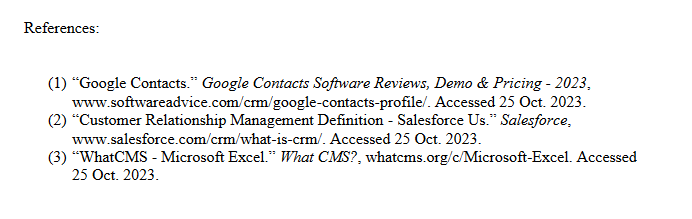 References:
(1) “Google Contacts.” Google Contacts Software Reviews, Demo & Pricing - 2023,
www.softwareadvice.com/crm/google-contacts-profile/. Accessed 25 Oct. 2023.
(2) “Customer Relationship Management Definition - Salesforce Us.” Salesforce,
www.salesforce.com/crm/what-is-crm/. Accessed 25 Oct. 2023.
(3) “WhatCMS - Microsoft Excel.” What CMS?, whatcms.org/c/Microsoft-Excel. Accessed
25 Oct. 2023.